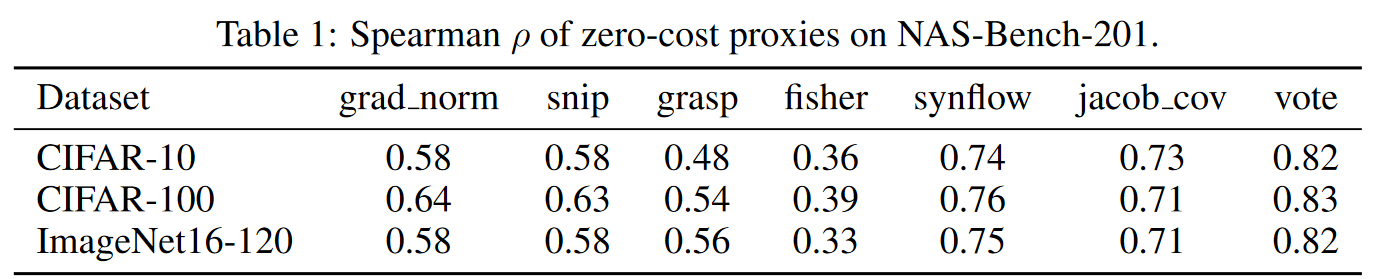 Table 1: Spearman ρ of zero-cost proxies on NAS-Bench-201.
Dataset grad_norm snip grasp fisher synflow jacob_cov vote
CIFAR-10 0.58 0.58 0.48 0.36 0.74 0.73 0.82
CIFAR-100 0.64 0.63 0.54 0.39 0.76 0.71 0.83
ImageNet16-120 0.58 0.58 0.56 0.33 0.75 0.71 0.82